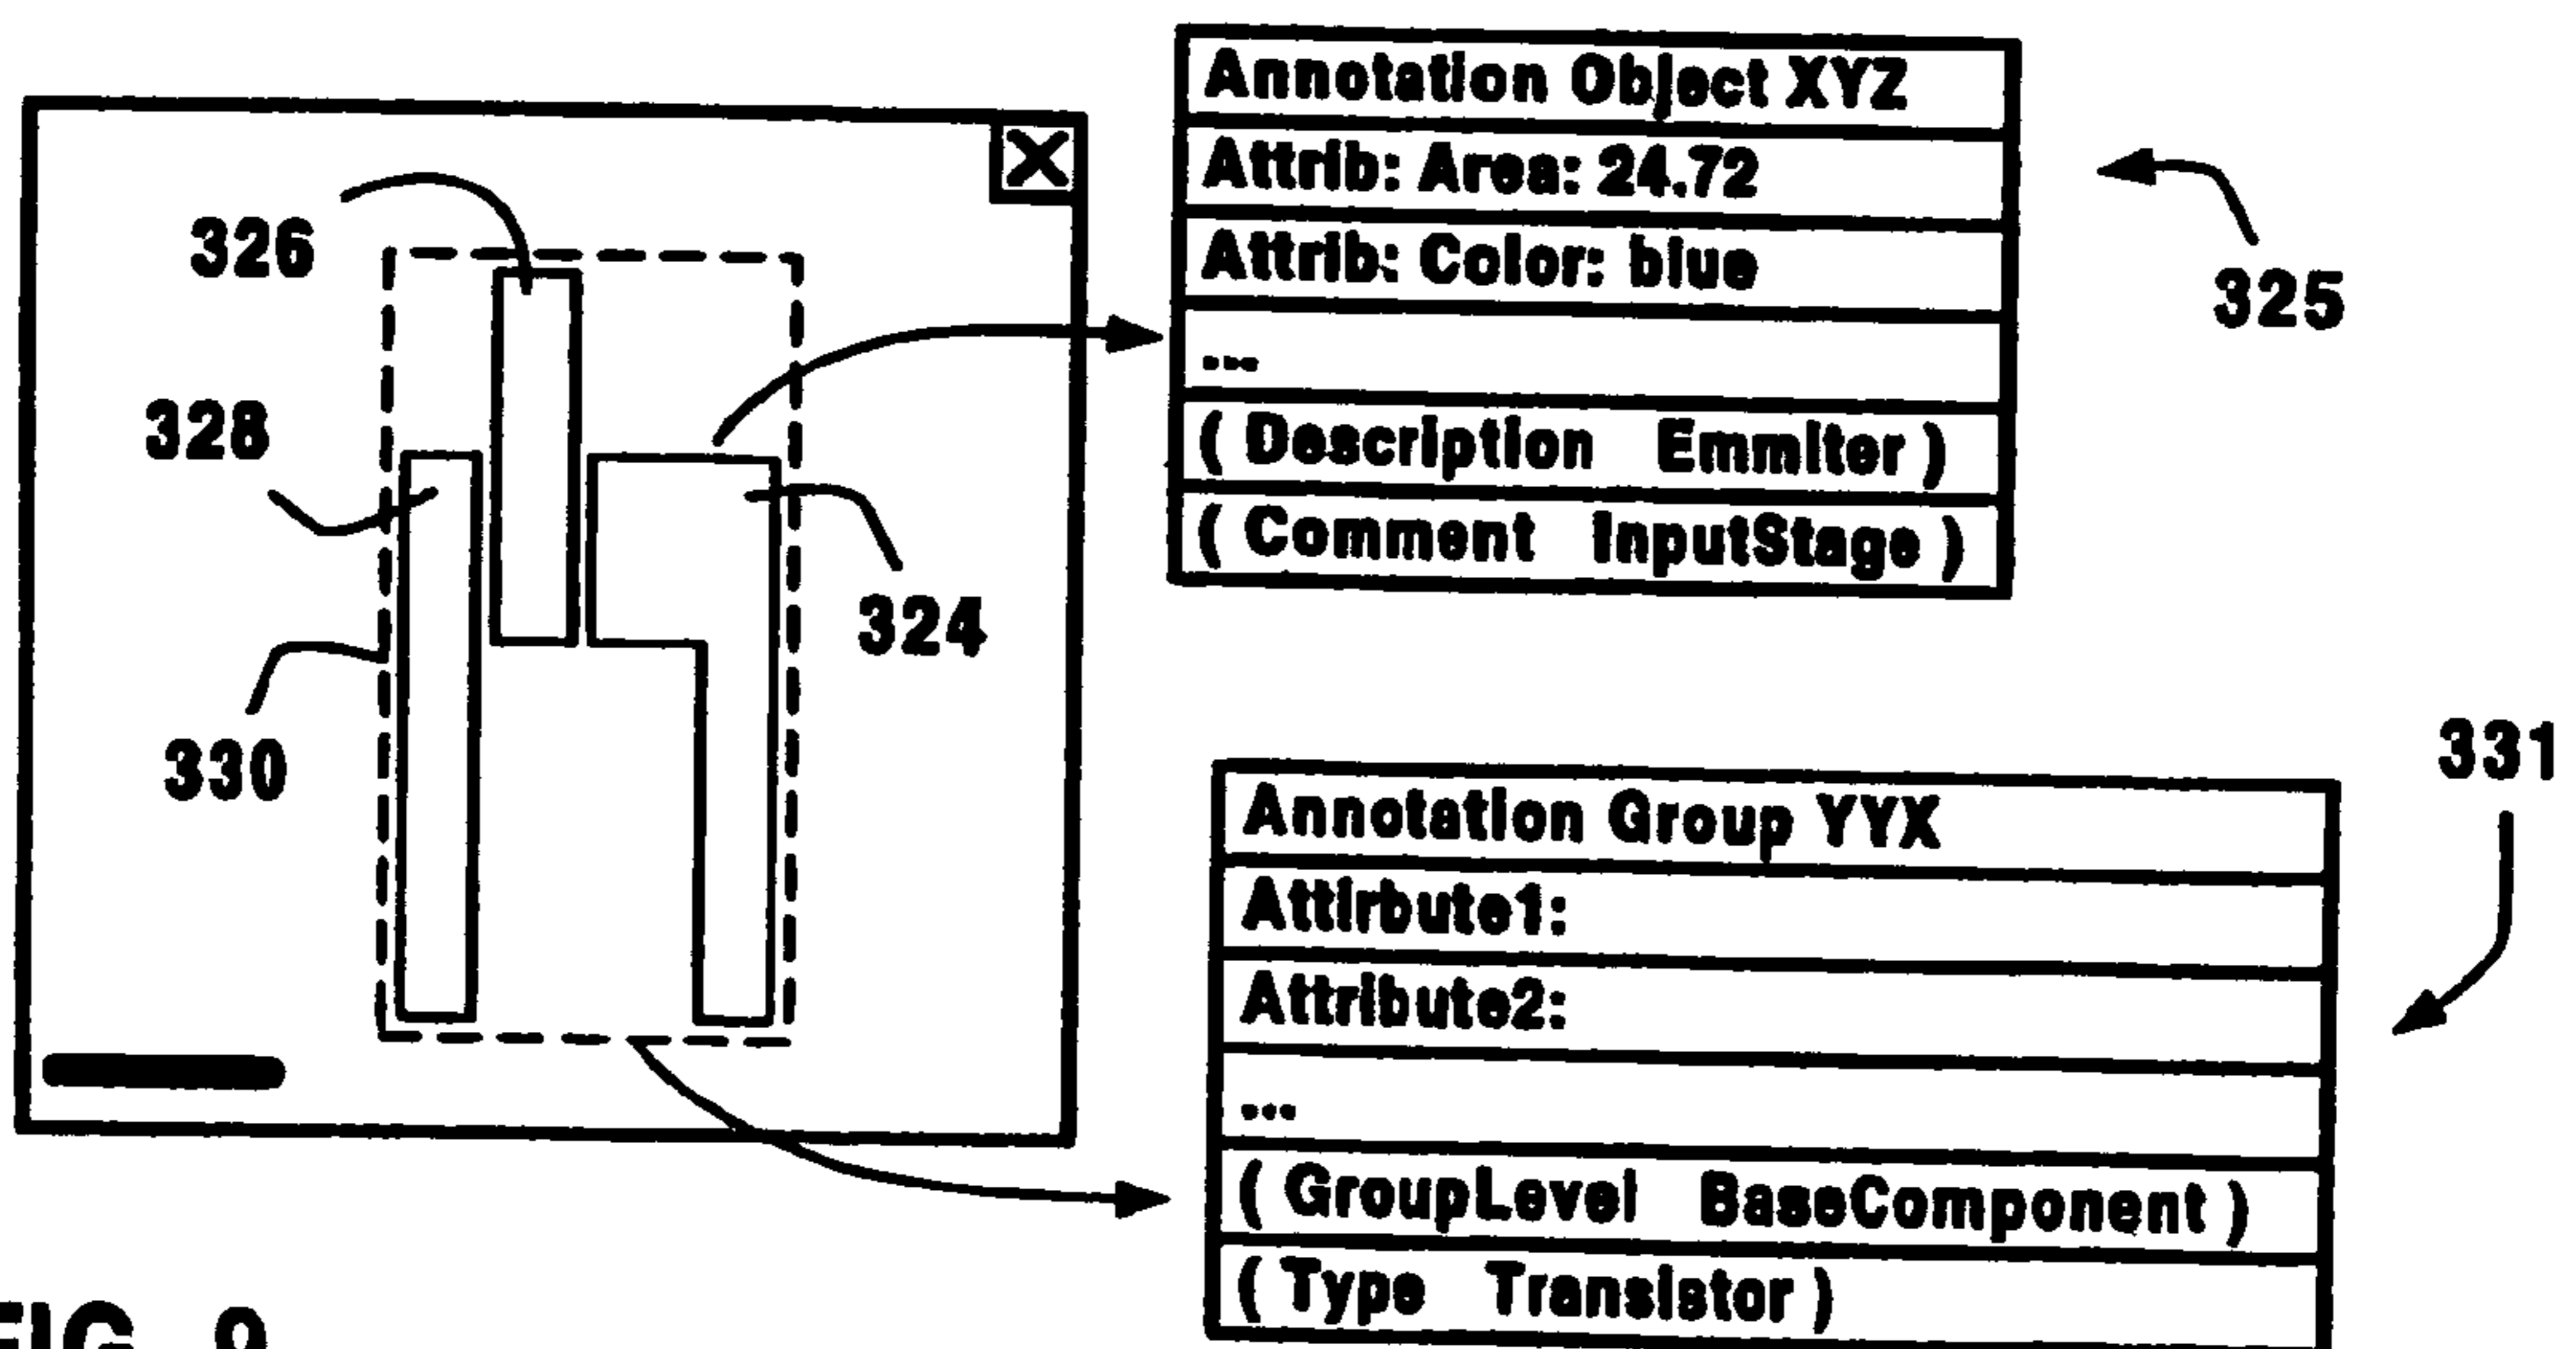 326
328
330
324
Annotation Object XYZ
Attrib: Area: 24.72
Attrib: Color: blue
...
( Description Emmiter )
( Comment InputStage )
325
331
Annotation Group YYX
Attirbute1:
Attribute2:
...
( GroupLevel BaseComponent )
( Type Transistor )